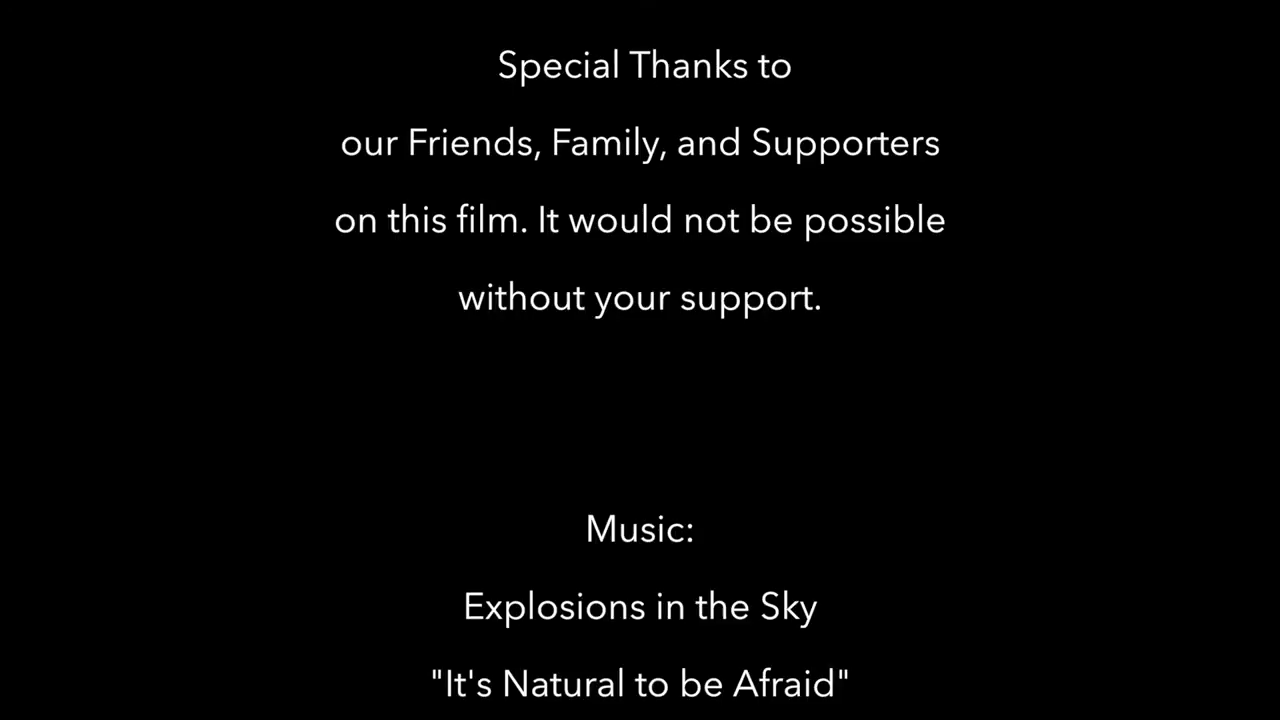 Special Thanks to
our Friends, Family, and Supporters
on this film. It would not be possible
without your support.
Music:
Explosions in the Sky
"It's Natural to be Afraid"